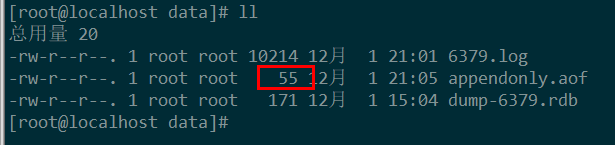 [root@localhost data]# ll
总用量 20
-rw-r--r--. 1 root root 10214 12月  1 21:01 6379.log
-rw-r--r--. 1 root root    55 12月  1 21:05 appendonly.aof
-rw-r--r--. 1 root root   171 12月  1 15:04 dump-6379.rdb
[root@localhost data]#